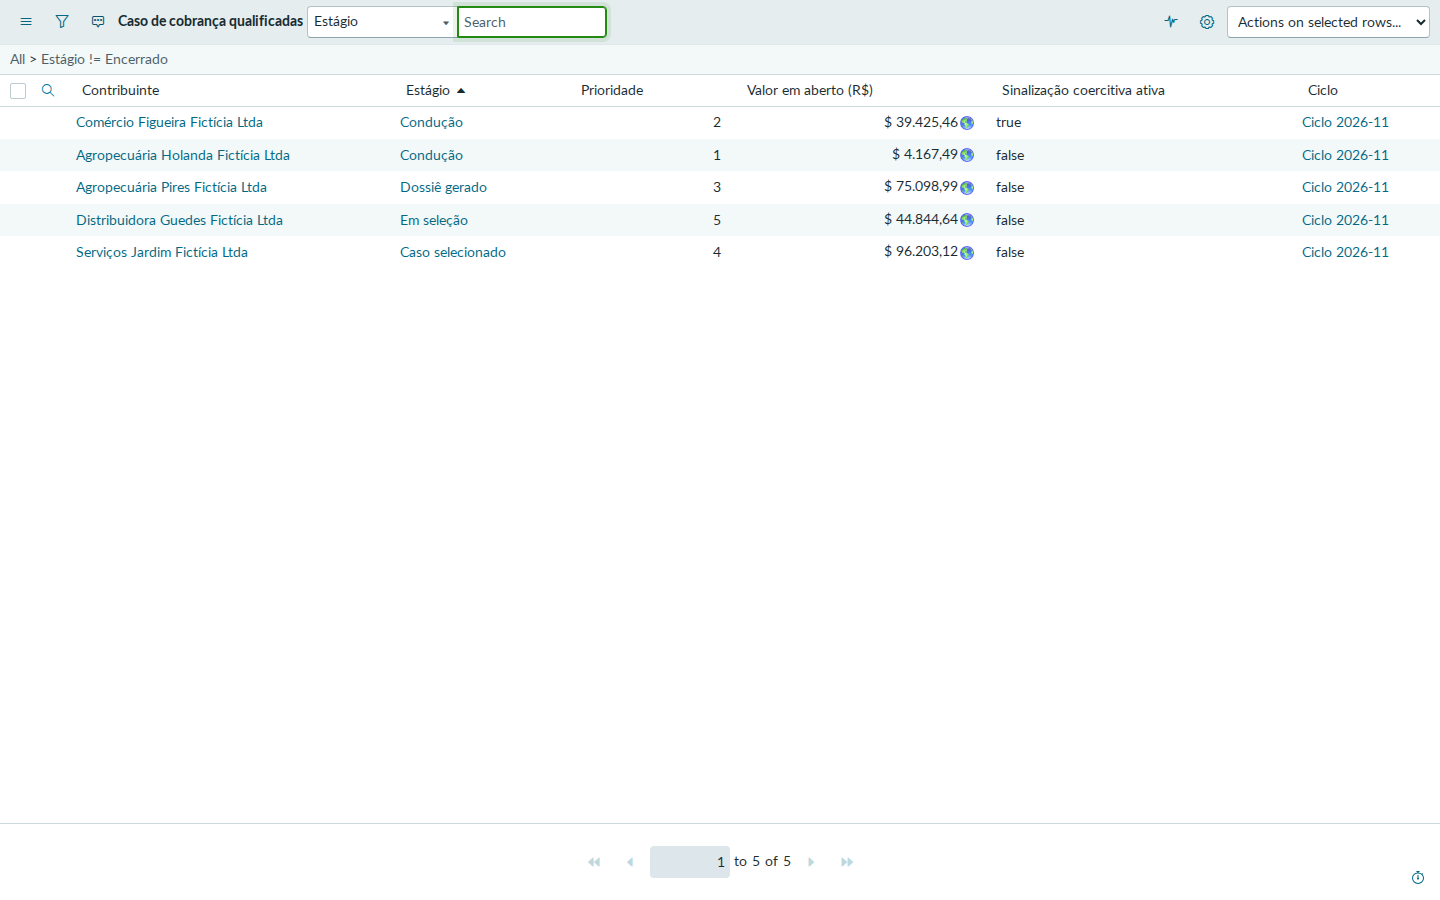 Caso de cobrança qualificadas Estágio Search Actions on selected rows...
All > Estágio != Encerrado
Contribuinte Estágio Prioridade Valor em aberto (R$) Sinalização coercitiva ativa Ciclo
Comércio Figueira Fictícia Ltda Condução 2 $ 39.425,46 true Ciclo 2026-11
Agropecuária Holanda Fictícia Ltda Condução 1 $ 4.167,49 false Ciclo 2026-11
Agropecuária Pires Fictícia Ltda Dossiê gerado 3 $ 75.098,99 false Ciclo 2026-11
Distribuidora Guedes Fictícia Ltda Em seleção 5 $ 44.844,64 false Ciclo 2026-11
Serviços Jardim Fictícia Ltda Caso selecionado 4 $ 96.203,12 false Ciclo 2026-11
1 to 5 of 5